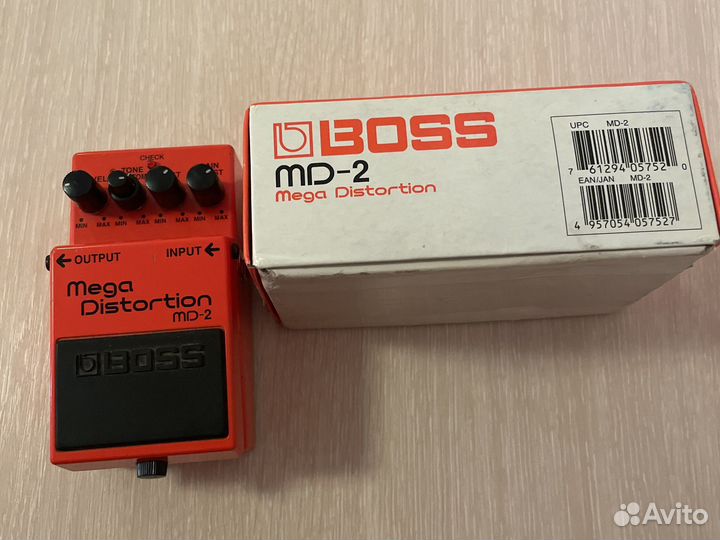 CHECK
TONE
MIN MAX MIN MAX MIN MAX MIN MAX
OUTPUT INPUT
Mega
Distortion
MD-2
BOSS
BOSS
MD-2
Mega Distortion
UPC MD-2
7 61294 05752 0
EAN/JAN MD-2
4 957054 057527
Avito